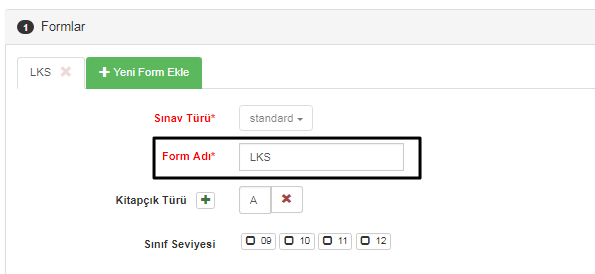 1 Formlar
LKS ✖ + Yeni Form Ekle
Sınav Türü* standard
Form Adı* LKS
Kitapçık Türü + A ✖
Sınıf Seviyesi 09 10 11 12